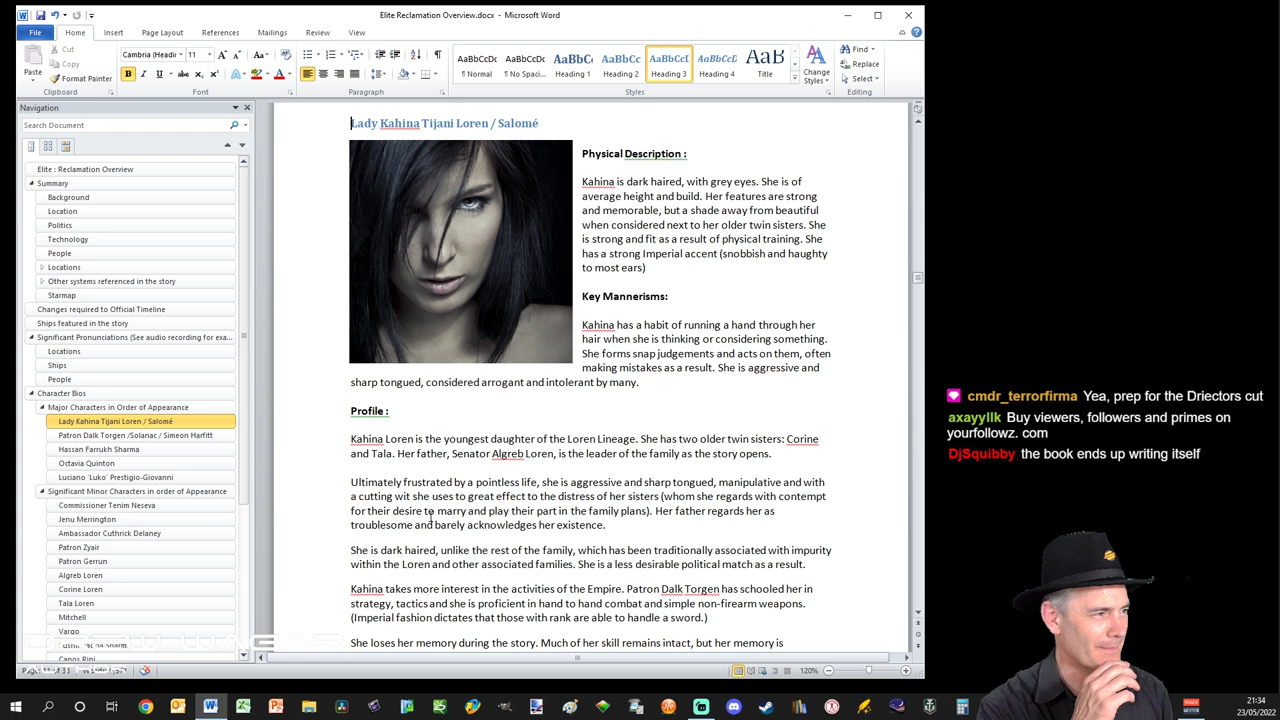 Elite Reclamation Overview.docx - Microsoft Word
File Home Insert Page Layout References Mailings Review View
Cut
Copy
Format Painter
Paste
Clipboard
Cambria (Headi 11
Font
Paragraph
AaBbCcDc AaBbCcDc AaBbCc AaBbCc AaBbCcI AaBbCcD AaB
¶ Normal ¶ No Spaci... Heading 1 Heading 2 Heading 3 Heading 4 Title
Change Styles
Styles
Find
Replace
Select
Editing
Navigation
Search Document
Elite : Reclamation Overview
Summary
Background
Location
Politics
Technology
People
Locations
Other systems referenced in the story
Starmap
Changes required to Official Timeline
Ships featured in the story
Significant Pronunciations (See audio recording for exa...
Locations
Ships
People
Character Bios
Major Characters in Order of Appearance
Lady Kahina Tijani Loren / Salomé
Patron Dalk Torgen /Solanac / Simeon Harfitt
Hassan Farrukh Sharma
Octavia Quinton
Luciano 'Luko' Prestigio-Giovanni
Significant Minor Characters in order of Appearance
Commissioner Tenim Neseva
Jenu Merrington
Ambassador Cuthrick Delaney
Patron Zyair
Patron Gerrun
Algreb Loren
Corine Loren
Tala Loren
Mitchell
Vargo
Lady Kahina Tijani Loren / Salomé
Physical Description :
Kahina is dark haired, with grey eyes. She is of
average height and build. Her features are strong
and memorable, but a shade away from beautiful
when considered next to her older twin sisters. She
is strong and fit as a result of physical training. She
has a strong Imperial accent (snobbish and haughty
to most ears)
Key Mannerisms:
Kahina has a habit of running a hand through her
hair when she is thinking or considering something.
She forms snap judgements and acts on them, often
making mistakes as a result. She is aggressive and
sharp tongued, considered arrogant and intolerant by many.
Profile :
Kahina Loren is the youngest daughter of the Loren Lineage. She has two older twin sisters: Corine
and Tala. Her father, Senator Algreb Loren, is the leader of the family as the story opens.
Ultimately frustrated by a pointless life, she is aggressive and sharp tongued, manipulative and with
a cutting wit she uses to great effect to the distress of her sisters (whom she regards with contempt
for their desire to marry and play their part in the family plans). Her father regards her as
troublesome and barely acknowledges her existence.
She is dark haired, unlike the rest of the family, which has been traditionally associated with impurity
within the Loren and other associated families. She is a less desirable political match as a result.
Kahina takes more interest in the activities of the Empire. Patron Dalk Torgen has schooled her in
strategy, tactics and she is proficient in hand to hand combat and simple non-firearm weapons.
(Imperial fashion dictates that those with rank are able to handle a sword.)
She loses her memory during the story. Much of her skill remains intact, but her memory is
120%
cmdr_terrorfirma Yea, prep for the Driectors cut
axayyllk Buy viewers, followers and primes on
yourfollowz. com
DjSquibby the book ends up writing itself
21:34
23/05/2022